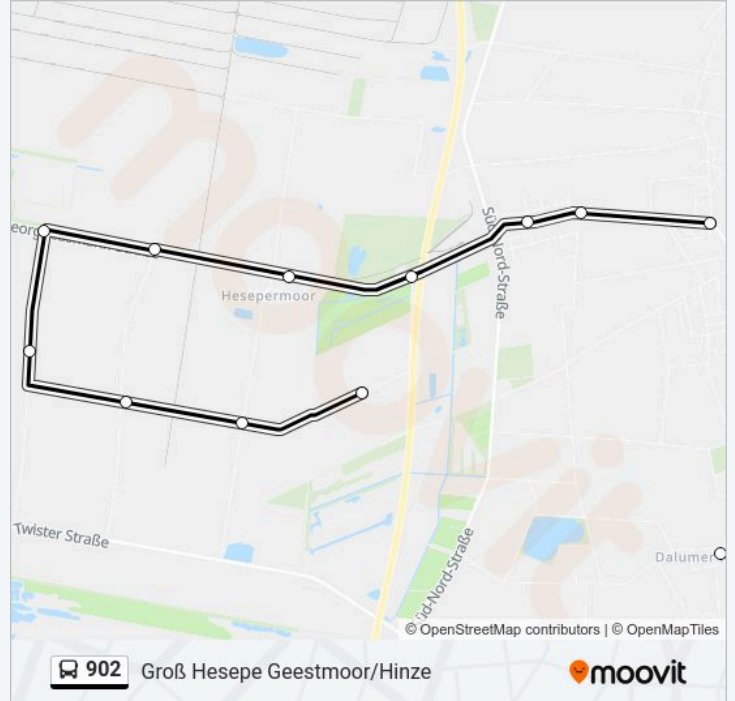 eorg
Süd-Nord-Straße
Hesepermoor
Twister Straße
Süd-Nord-Straße
Dalumer
© OpenStreetMap contributors | © OpenMapTiles
902 Groß Hesepe Geestmoor/Hinze
moovit